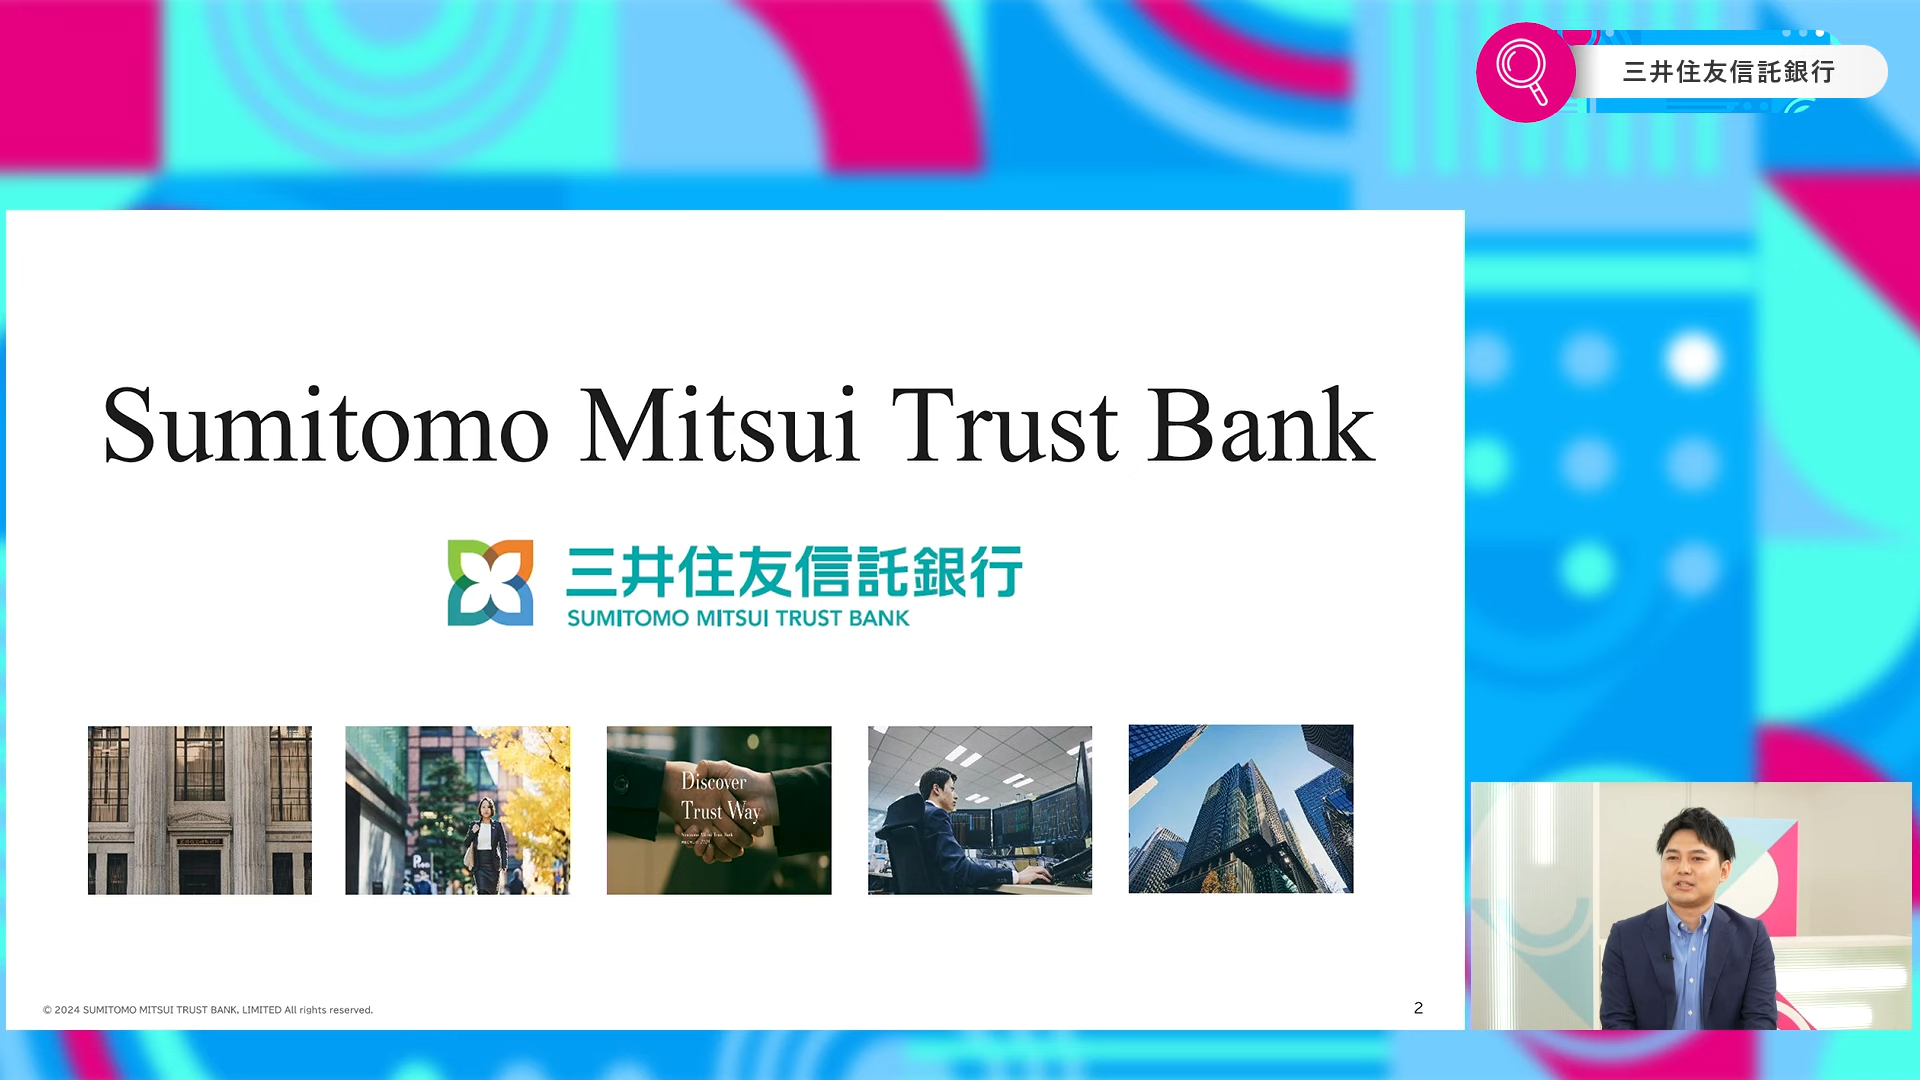 三井住友信託銀行
Sumitomo Mitsui Trust Bank
三井住友信託銀行
SUMITOMO MITSUI TRUST BANK
Discover
Trust Way
© 2024 SUMITOMO MITSUI TRUST BANK, LIMITED All rights reserved.
2